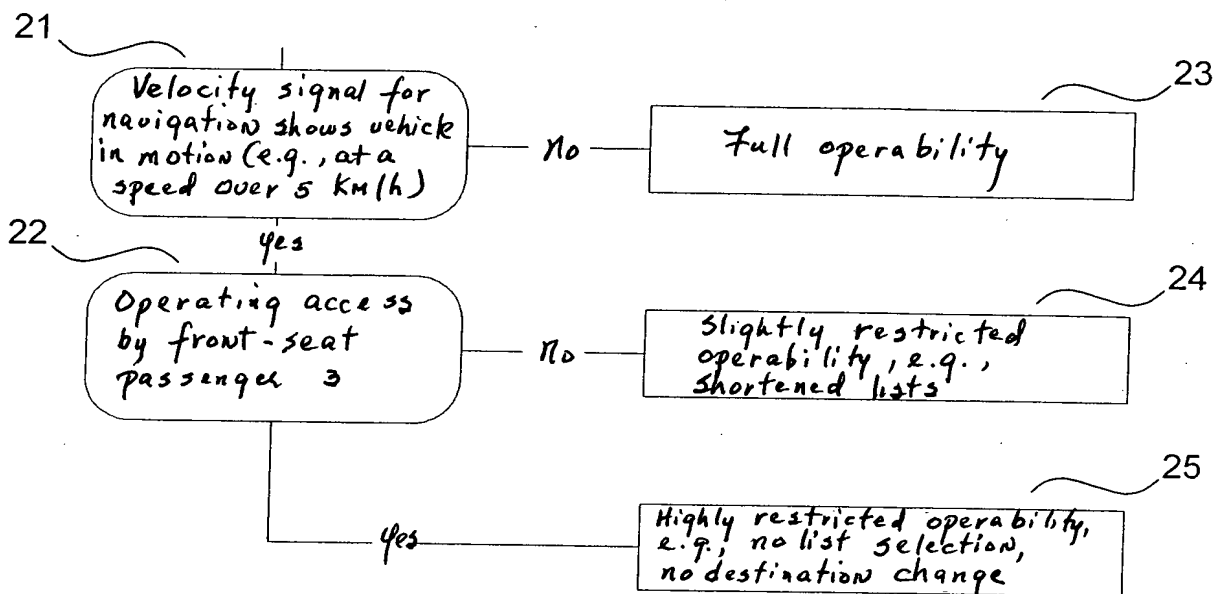 21
Velocity signal for
navigation shows vehicle
in motion (e.g., at a
speed over 5 KM/h)
no
23
Full operability
yes
22
Operating access
by front-seat
passenger 3
no
24
Slightly restricted
operability, e.g.,
shortened lists
yes
25
Highly restricted operability,
e.g., no list selection,
no destination change